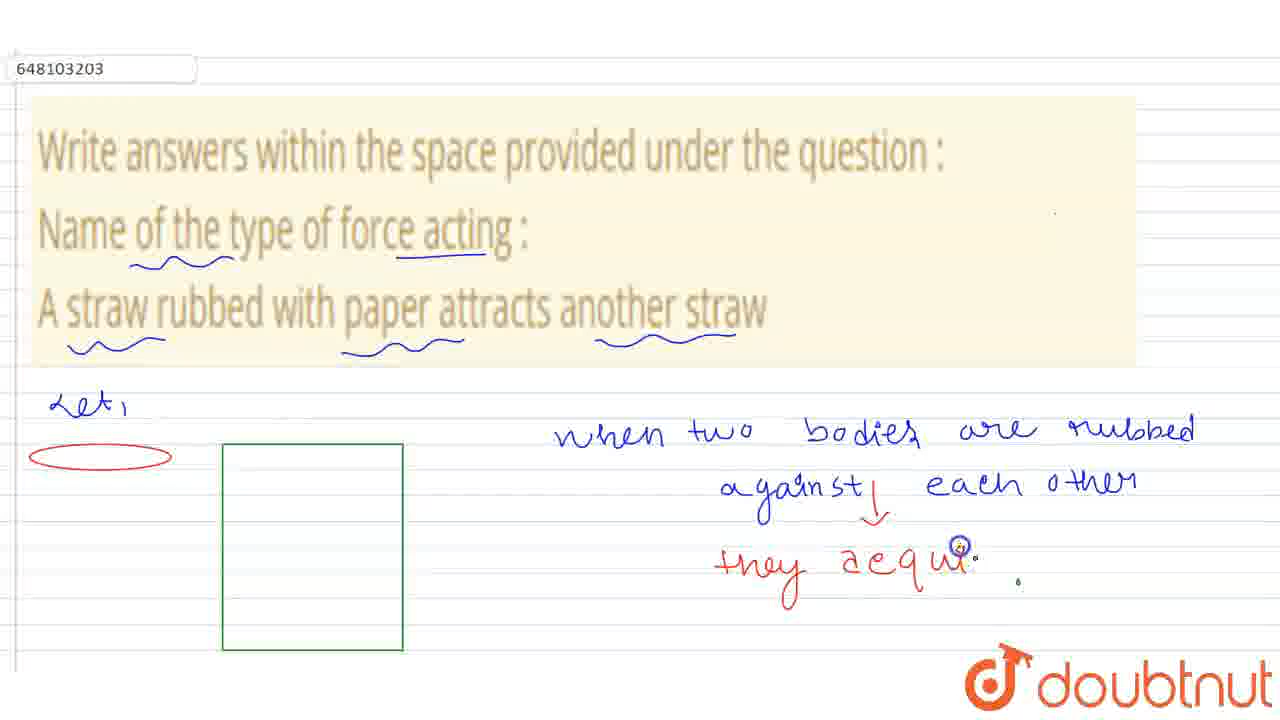 648103203
Write answers within the space provided under the question :
Name of the type of force acting :
A straw rubbed with paper attracts another straw
Let,
when two bodies are rubbed
against each other
they acqui
doubtnut